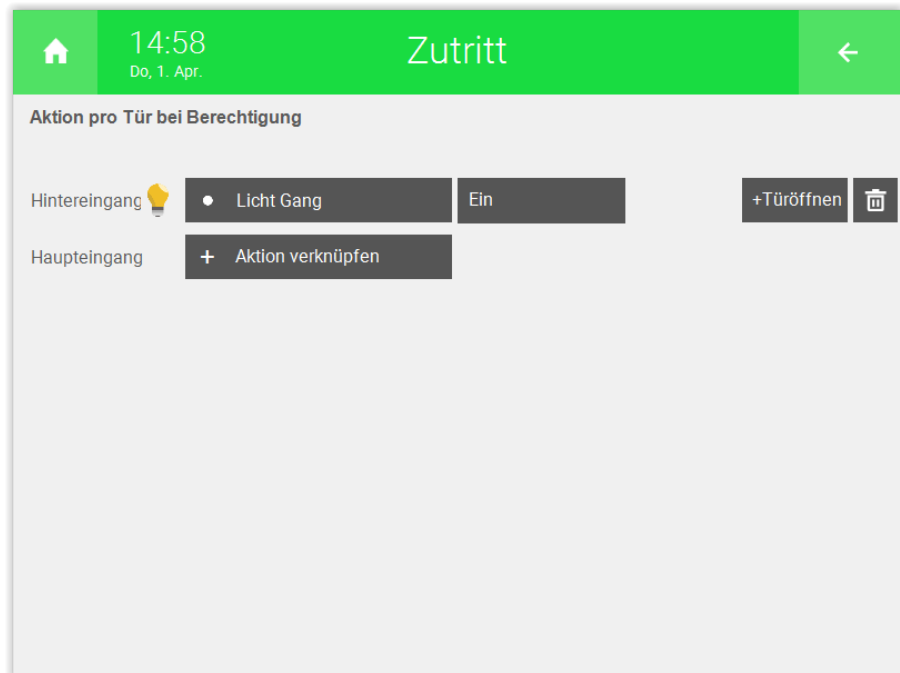 14:58
Do, 1. Apr.
Zutritt
Aktion pro Tür bei Berechtigung
Hintereingang Licht Gang Ein +Türöffnen
Haupteingang + Aktion verknüpfen